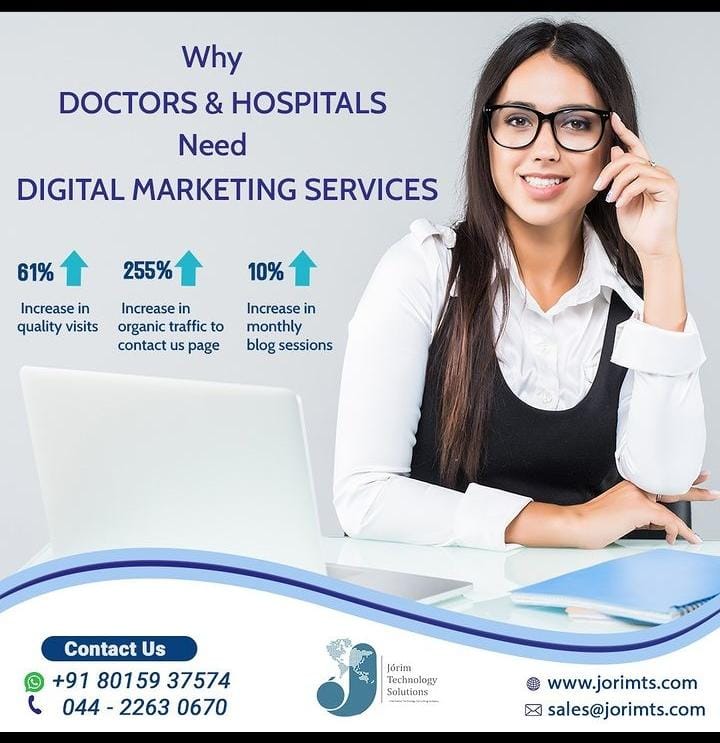 Why
DOCTORS & HOSPITALS
Need
DIGITAL MARKETING SERVICES
61%
Increase in
quality visits
255%
Increase in
organic traffic to
contact us page
10%
Increase in
monthly
blog sessions
Contact Us
+91 80159 37574
044 - 2263 0670
Jórim
Technology
Solutions
www.jorimts.com
sales@jorimts.com